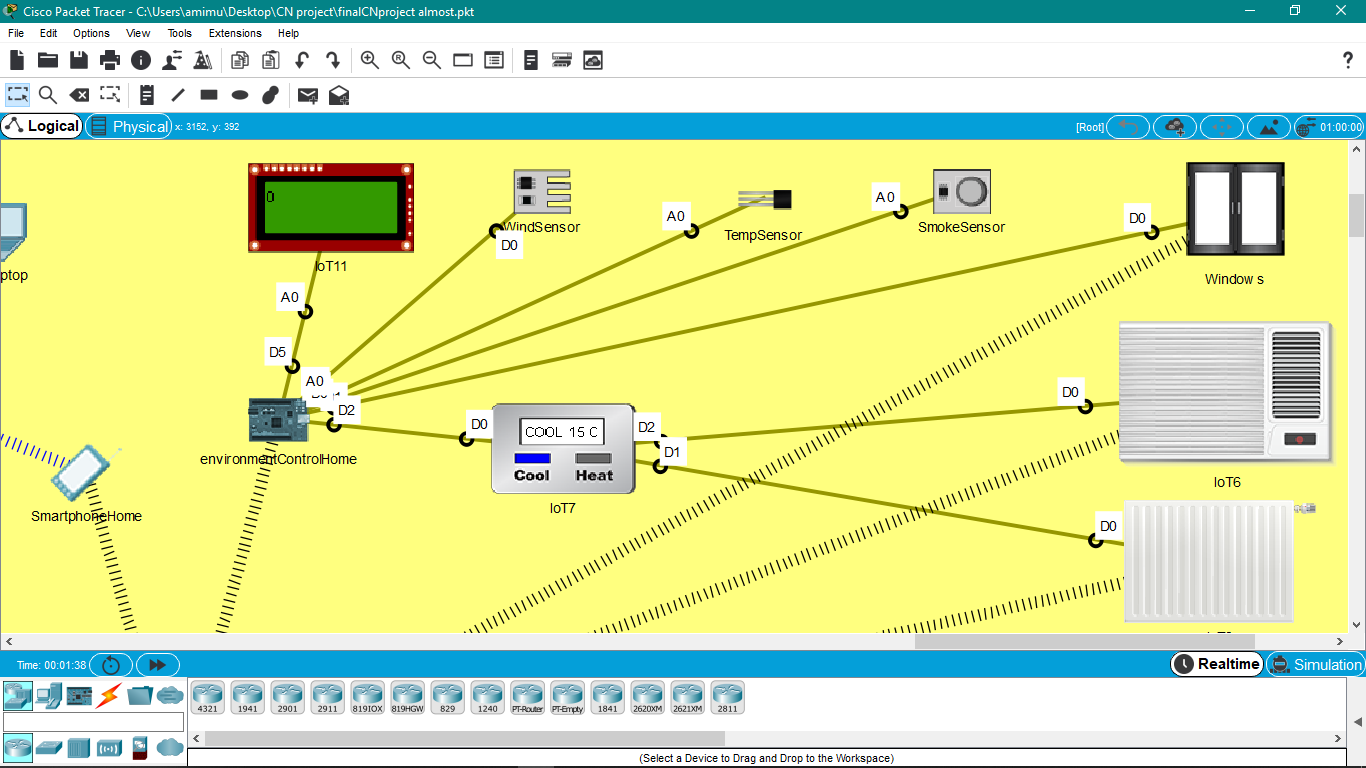 Cisco Packet Tracer - C:\Users\amimu\Desktop\CN project\finalCNproject almost.pkt
File Edit Options View Tools Extensions Help
Logical Physical x: 3152, y: 392 [Root] 01:00:00
0
IoT11
WindSensor
D0
A0
TempSensor
A0
SmokeSensor
D0
Window s
ptop
A0
D5
A0
D2
environmentControlHome
SmartphoneHome
D0
COOL 15 C
Cool Heat
IoT7
D2
D1
D0
IoT6
D0
Time: 00:01:38
Realtime Simulation
4321 1941 2901 2911 819IOX 819HGW 829 1240 PT-Router PT-Empty 1841 2620XM 2621XM 2811
(Select a Device to Drag and Drop to the Workspace)